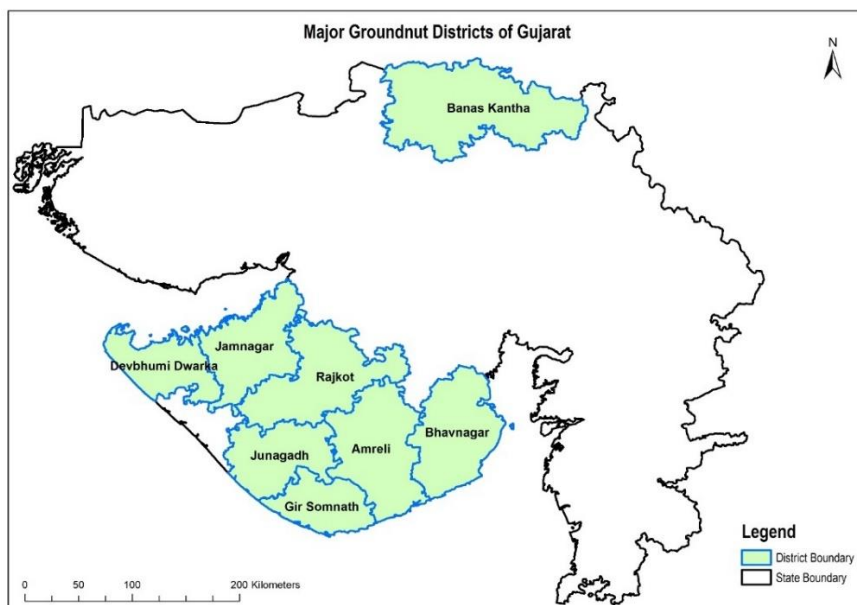 Major Groundnut Districts of Gujarat
N
Banas Kantha
Jamnagar
Devbhumi Dwarka
Rajkot
Bhavnagar
Junagadh
Amreli
Gir Somnath
Legend
District Boundary
State Boundary
0 50 100 200 Kilometers